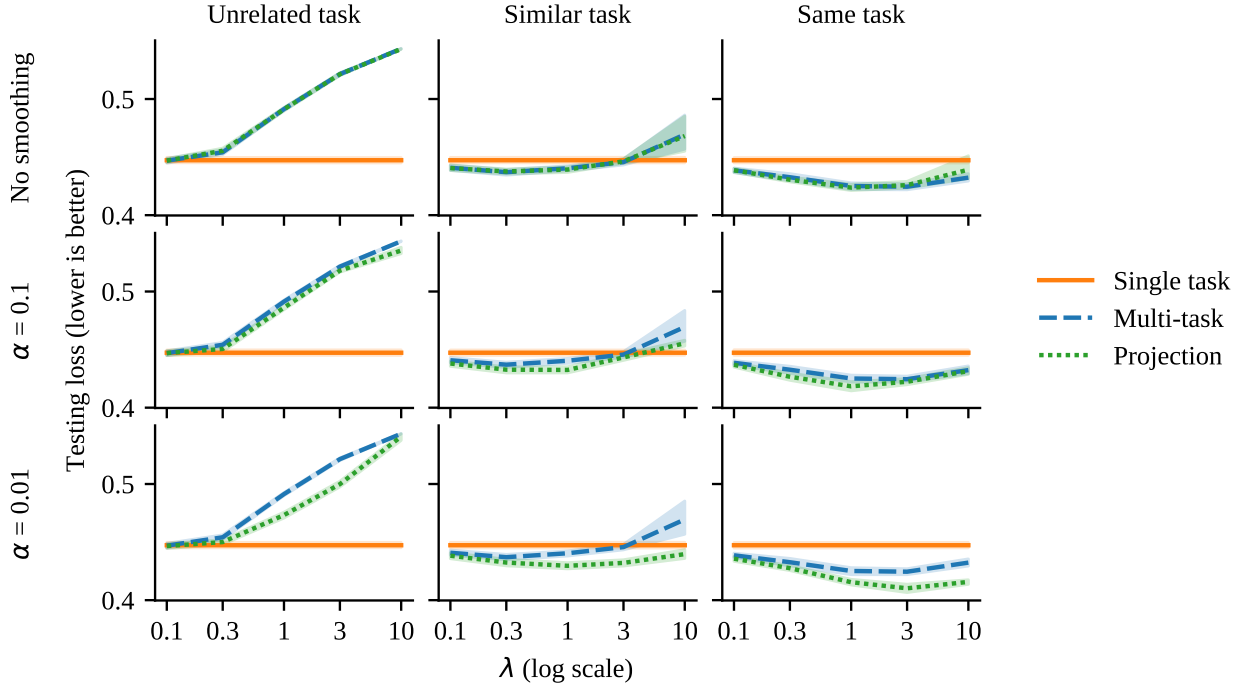 Unrelated task
Similar task
Same task
No smoothing
0.5
0.4
α = 0.1
0.5
0.4
α = 0.01
0.5
0.4
Testing loss (lower is better)
0.1 0.3 1 3 10
0.1 0.3 1 3 10
0.1 0.3 1 3 10
λ (log scale)
Single task
Multi-task
Projection